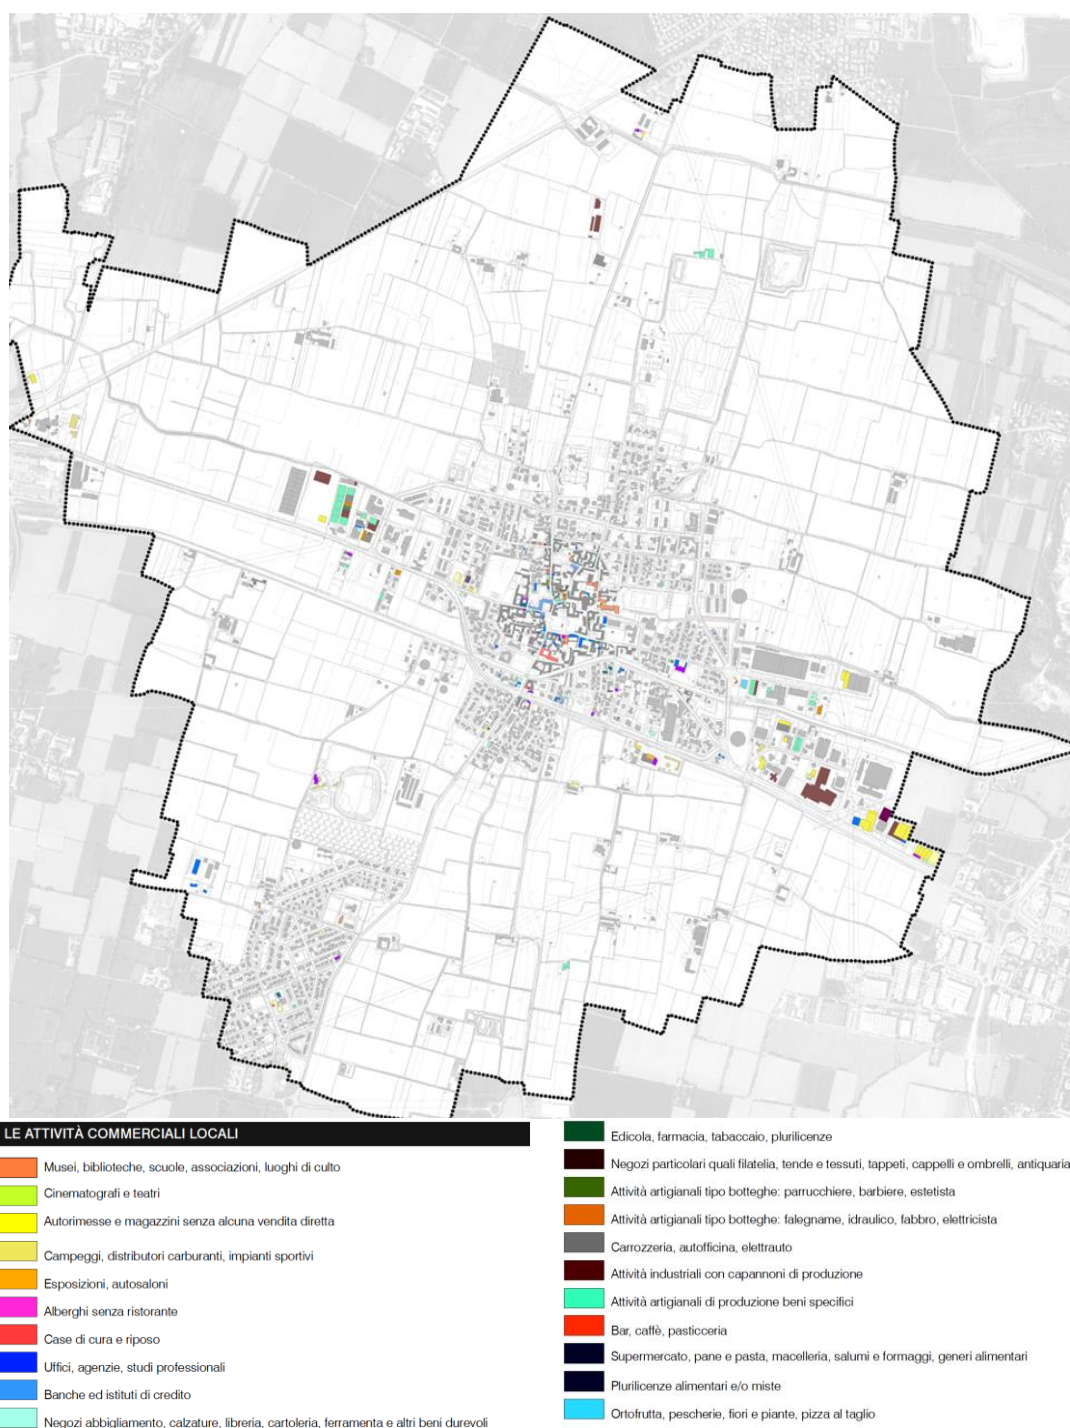 LE ATTIVITÀ COMMERCIALI LOCALI
Musei, biblioteche, scuole, associazioni, luoghi di culto
Cinematografi e teatri
Autorimesse e magazzini senza alcuna vendita diretta
Campeggi, distributori carburanti, impianti sportivi
Esposizioni, autosaloni
Alberghi senza ristorante
Case di cura e riposo
Uffici, agenzie, studi professionali
Banche ed istituti di credito
Negozi abbigliamento, calzature, libreria, cartoleria, ferramenta e altri beni durevoli
Edicola, farmacia, tabaccaio, plurilicenze
Negozi particolari quali filatelia, tende e tessuti, tappeti, cappelli e ombrelli, antiquaria
Attività artigianali tipo botteghe: parrucchiere, barbiere, estetista
Attività artigianali tipo botteghe: falegname, idraulico, fabbro, elettricista
Carrozzeria, autofficina, elettrauto
Attività industriali con capannoni di produzione
Attività artigianali di produzione beni specifici
Bar, caffè, pasticceria
Supermercato, pane e pasta, macelleria, salumi e formaggi, generi alimentari
Plurilicenze alimentari e/o miste
Ortofrutta, pescherie, fiori e piante, pizza al taglio